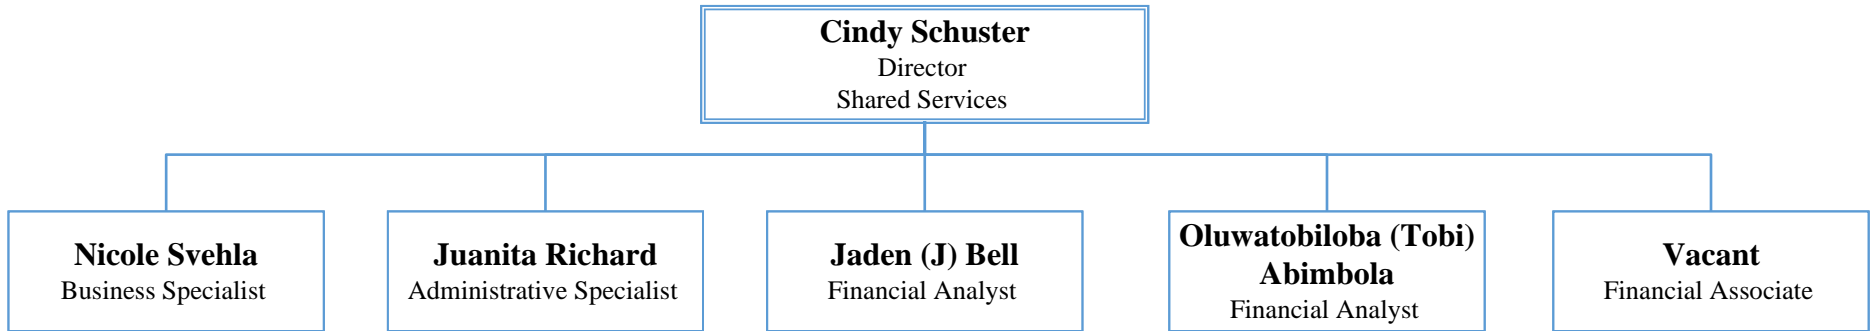 Cindy Schuster
Director
Shared Services
Nicole Svehla
Business Specialist
Juanita Richard
Administrative Specialist
Jaden (J) Bell
Financial Analyst
Oluwatobiloba (Tobi)
Abimbola
Financial Analyst
Vacant
Financial Associate